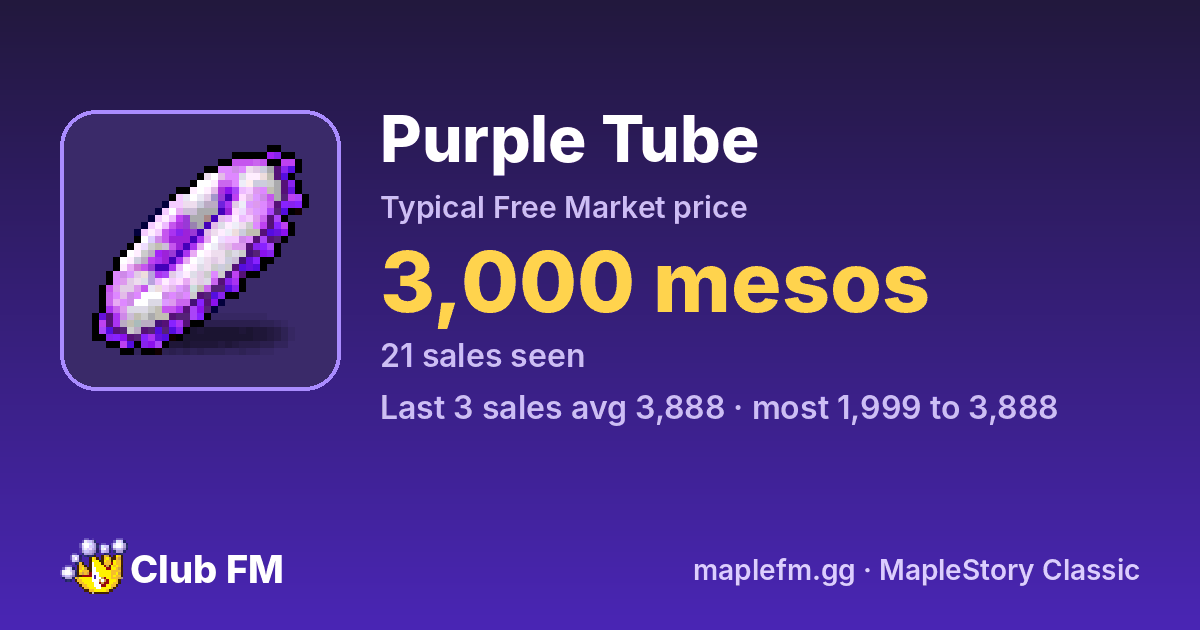 Purple Tube
Typical Free Market price
3,000 mesos
21 sales seen
Last 3 sales avg 3,888 · most 1,999 to 3,888
Club FM
maplefm.gg · MapleStory Classic